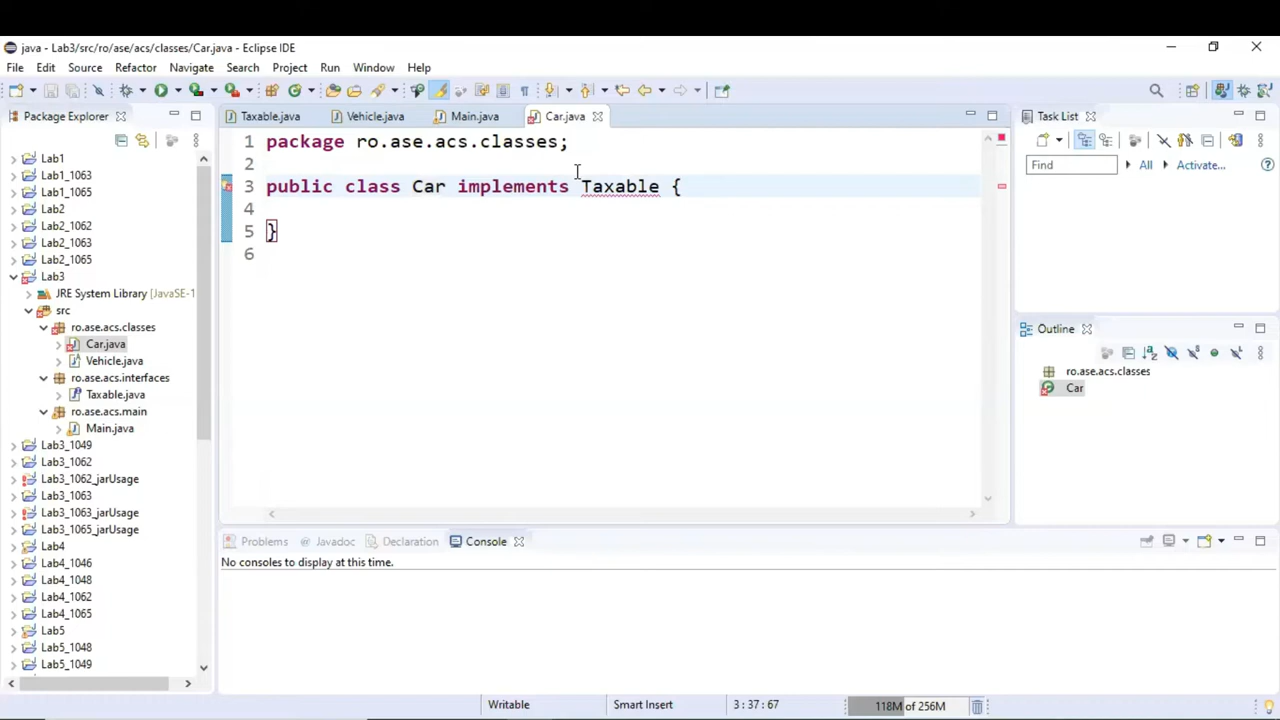 java - Lab3/src/ro/ase/acs/classes/Car.java - Eclipse IDE
File Edit Source Refactor Navigate Search Project Run Window Help
Package Explorer
Lab1
Lab1_1063
Lab1_1065
Lab2
Lab2_1062
Lab2_1063
Lab2_1065
Lab3
JRE System Library [JavaSE-1
src
ro.ase.acs.classes
Car.java
Vehicle.java
ro.ase.acs.interfaces
Taxable.java
ro.ase.acs.main
Main.java
Lab3_1049
Lab3_1062
Lab3_1062_jarUsage
Lab3_1063
Lab3_1063_jarUsage
Lab3_1065_jarUsage
Lab4
Lab4_1046
Lab4_1048
Lab4_1062
Lab4_1065
Lab5
Lab5_1048
Lab5_1049
Taxable.java Vehicle.java Main.java Car.java
1 package ro.ase.acs.classes;
2
3 public class Car implements Taxable {
4
5 }
6
Task List
Find All Activate...
Outline
ro.ase.acs.classes
Car
Problems Javadoc Declaration Console
No consoles to display at this time.
Writable Smart Insert 3 : 37 : 67 118M of 256M